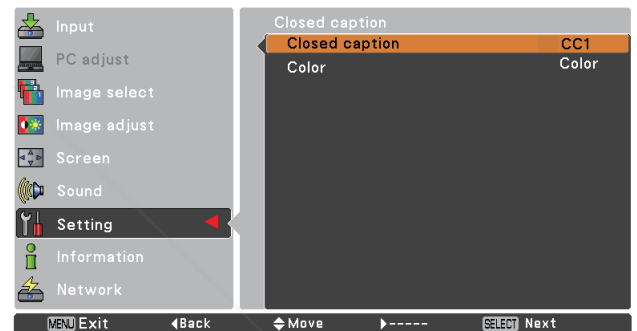 Input
PC adjust
Image select
Image adjust
Screen
Sound
Setting
Information
Network
Closed caption
Closed caption CC1
Color Color
MENU Exit ◀Back Move ▶----- SELECT Next